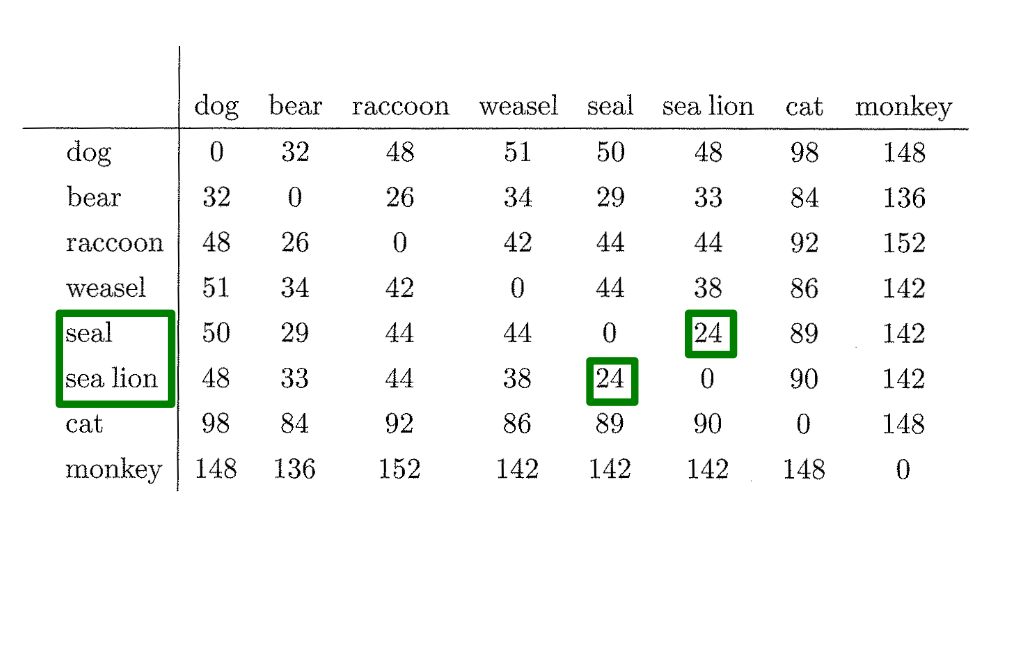 dog bear raccoon weasel seal sea lion cat monkey
dog 0 32 48 51 50 48 98 148
bear 32 0 26 34 29 33 84 136
raccoon 48 26 0 42 44 44 92 152
weasel 51 34 42 0 44 38 86 142
seal 50 29 44 44 0 24 89 142
sea lion 48 33 44 38 24 0 90 142
cat 98 84 92 86 89 90 0 148
monkey 148 136 152 142 142 142 148 0